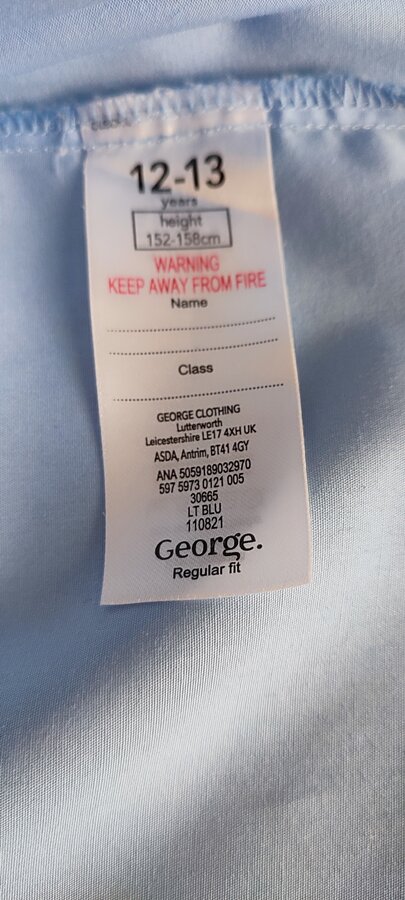 12-13
years
height
152-158cm
WARNING
KEEP AWAY FROM FIRE
Name
Class
GEORGE CLOTHING
Lutterworth
Leicestershire LE17 4XH UK
ASDA, Antrim, BT41 4GY
ANA 5059189032970
597 5973 0121 005
30665
LT BLU
110821
George.
Regular fit